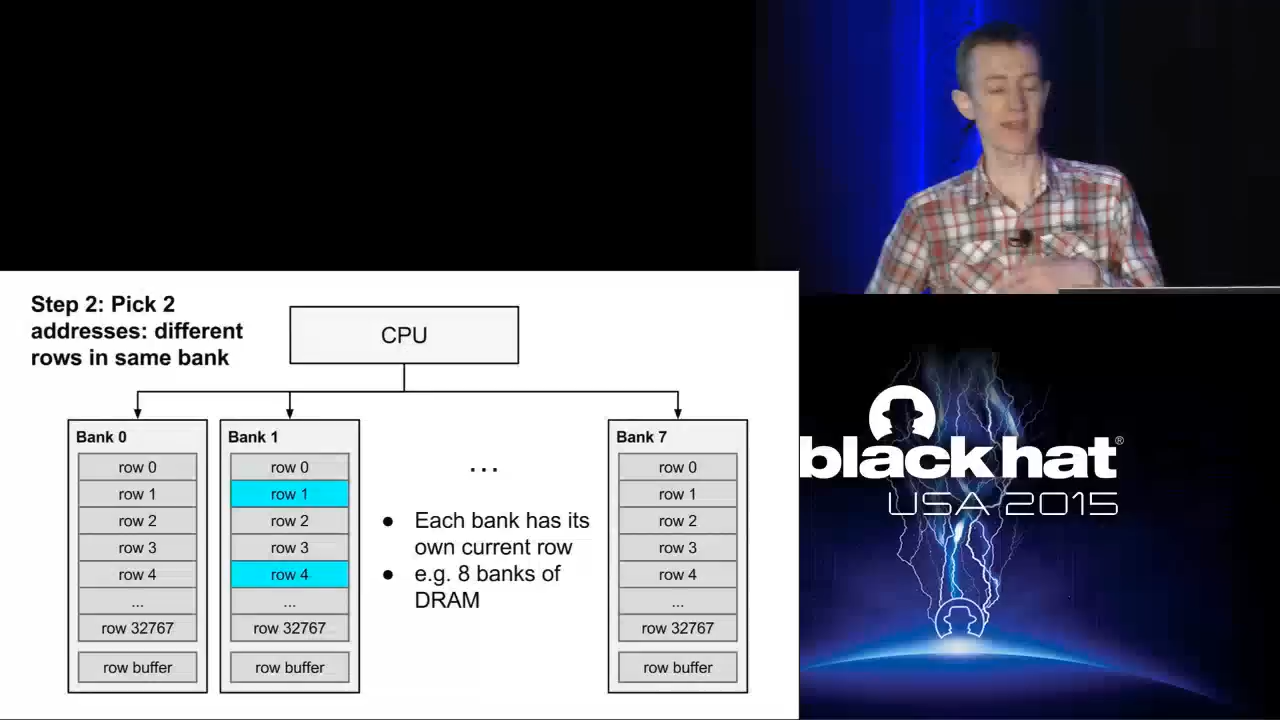 Step 2: Pick 2
addresses: different
rows in same bank
CPU
Bank 0
row 0
row 1
row 2
row 3
row 4
...
row 32767
row buffer
Bank 1
row 0
row 1
row 2
row 3
row 4
...
row 32767
row buffer
...
● Each bank has its
own current row
● e.g. 8 banks of
DRAM
Bank 7
row 0
row 1
row 2
row 3
row 4
...
row 32767
row buffer
black hat®
USA 2015